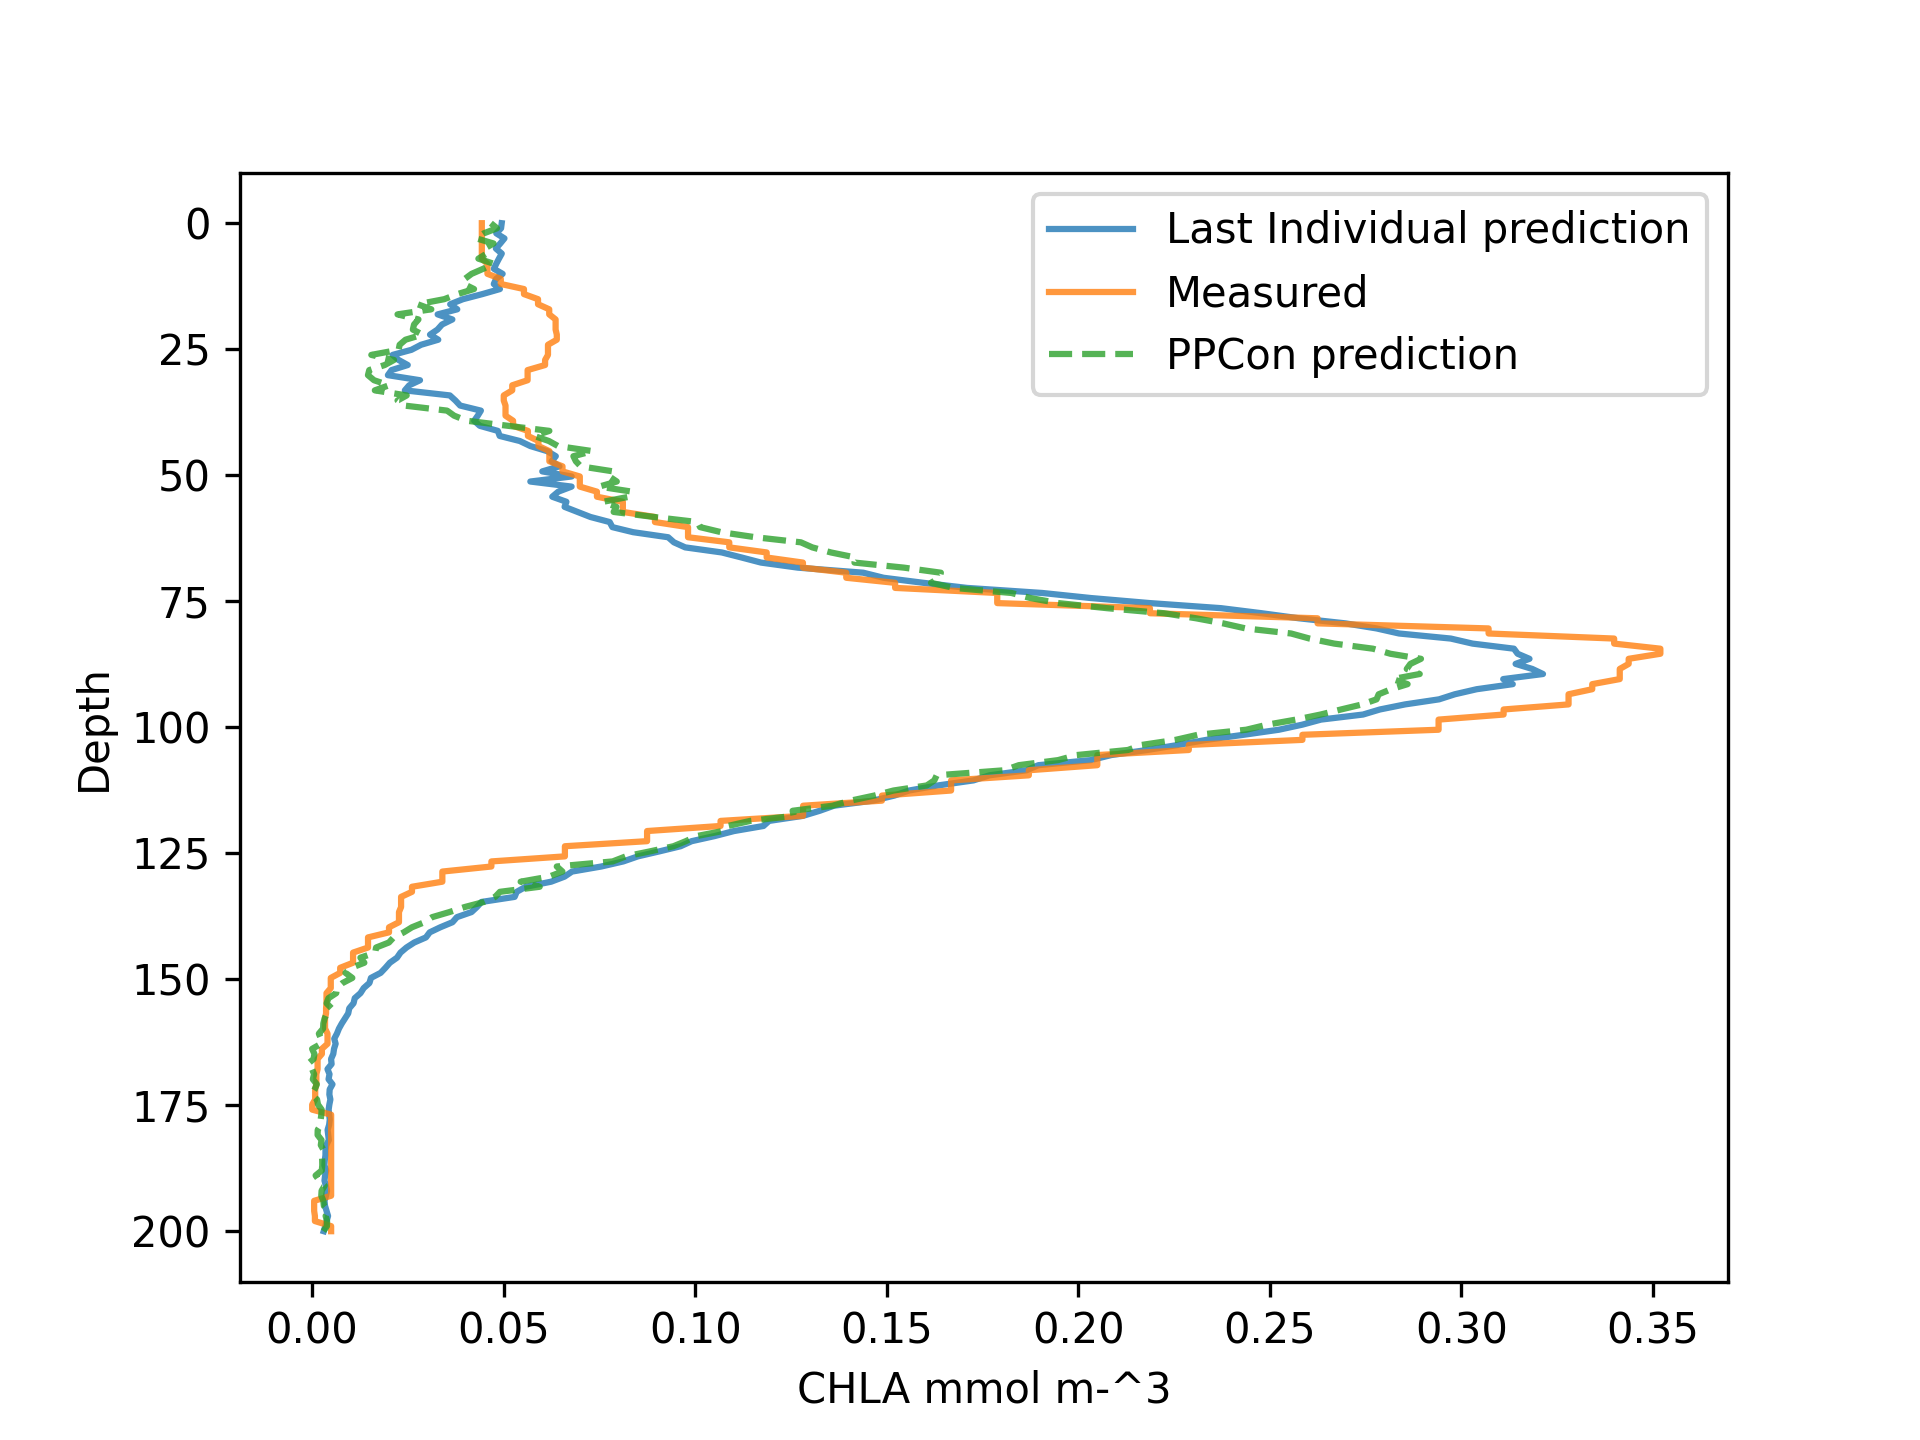 Last Individual prediction
Measured
PPCon prediction
0
25
50
75
100
125
150
175
200
Depth
0.00 0.05 0.10 0.15 0.20 0.25 0.30 0.35
CHLA mmol m-^3